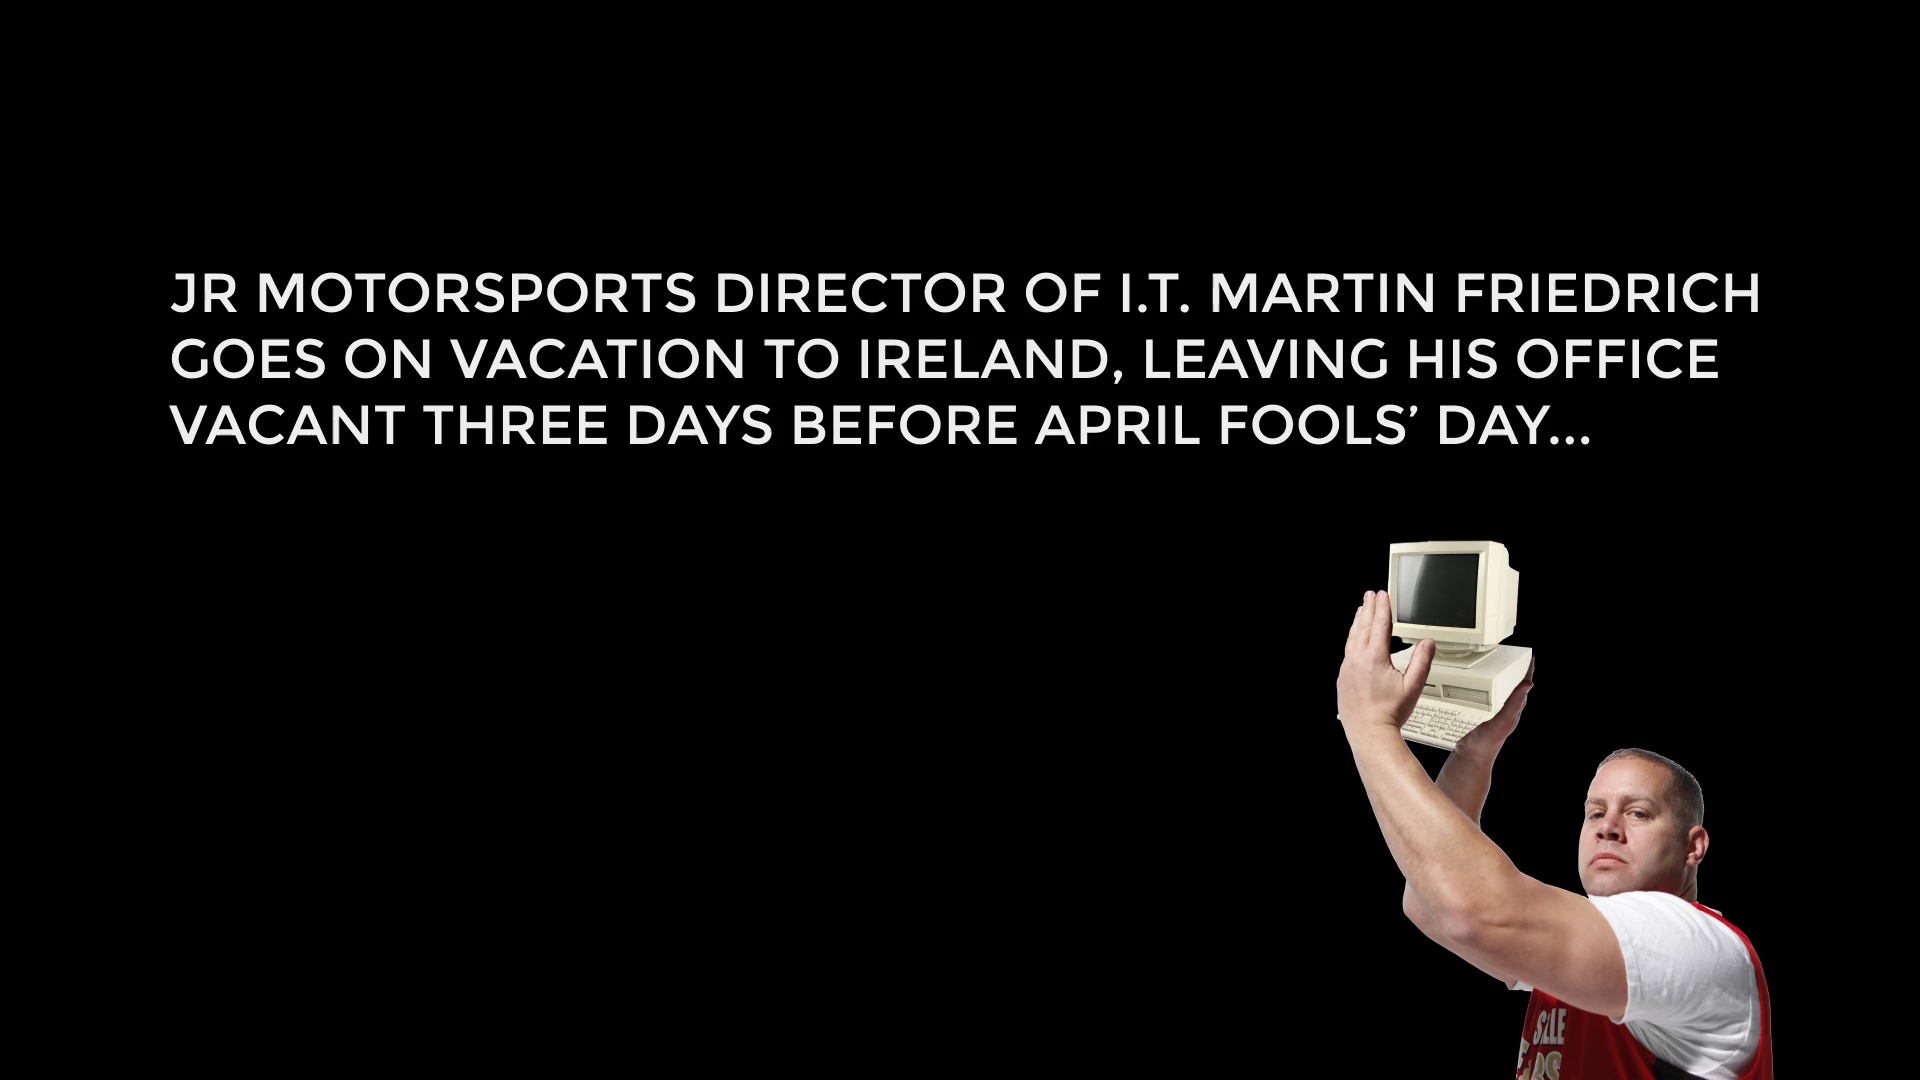 JR MOTORSPORTS DIRECTOR OF I.T. MARTIN FRIEDRICH
GOES ON VACATION TO IRELAND, LEAVING HIS OFFICE
VACANT THREE DAYS BEFORE APRIL FOOLS’ DAY...